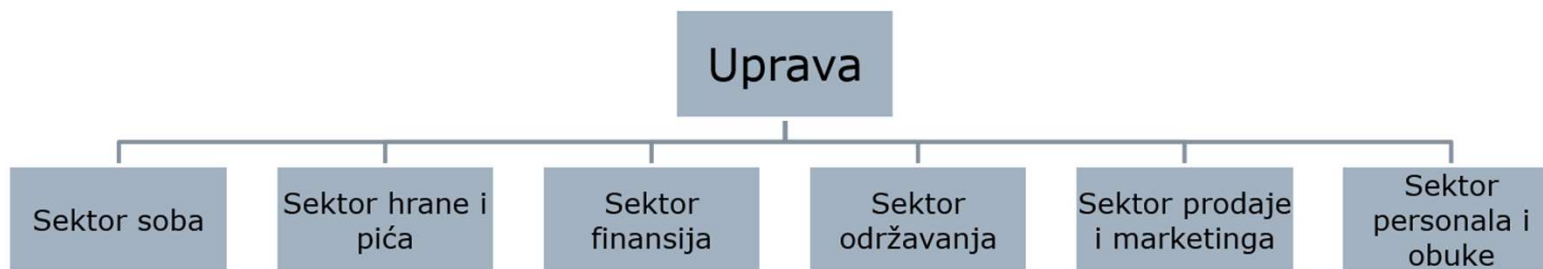 Uprava
Sektor soba
Sektor hrane i
pića
Sektor
finansija
Sektor
održavanja
Sektor prodaje
i marketinga
Sektor
personala i
obuke